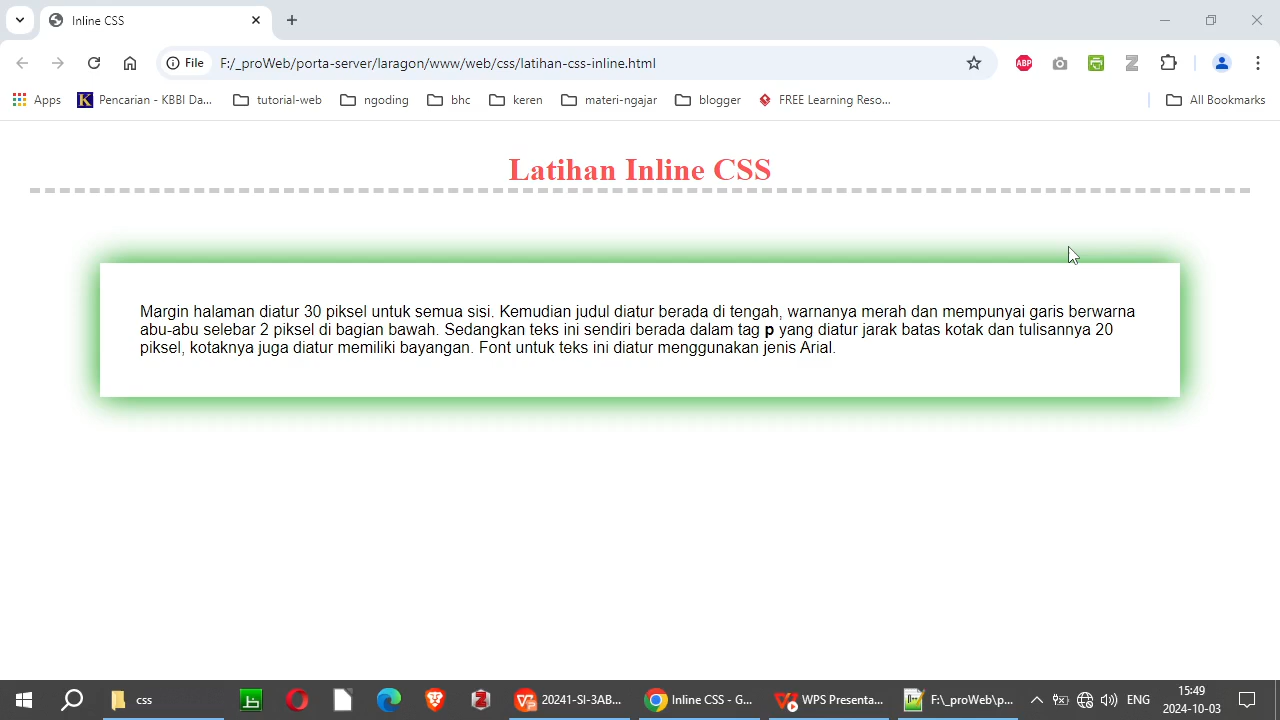 Inline CSS
File
F:/_proWeb/porta-server/laragon/www/web/css/latihan-css-inline.html
ABP
Apps
K Pencarian - KBBI Da...
tutorial-web
ngoding
lthc
keren
materi-ngajar
blogger
FREE Learning Reso...
All Bookmarks
Latihan Inline CSS
Margin halaman diatur 30 piksel untuk semua sisi. Kemudian judul diatur berada di tengah, warnanya merah dan mempunyai garis berwarna
abu-abu selebar 2 piksel di bagian bawah. Sedangkan teks ini sendiri berada dalam tag p yang diatur jarak batas kotak dan tulisannya 20
piksel, kotaknya juga diatur memiliki bayangan. Font untuk teks ini diatur menggunakan jenis Arial.
css
20241-SI-3AB...
Inline CSS - G...
WPS Presenta...
F:\_proWeb\p...
ENG
15:49
2024-10-03